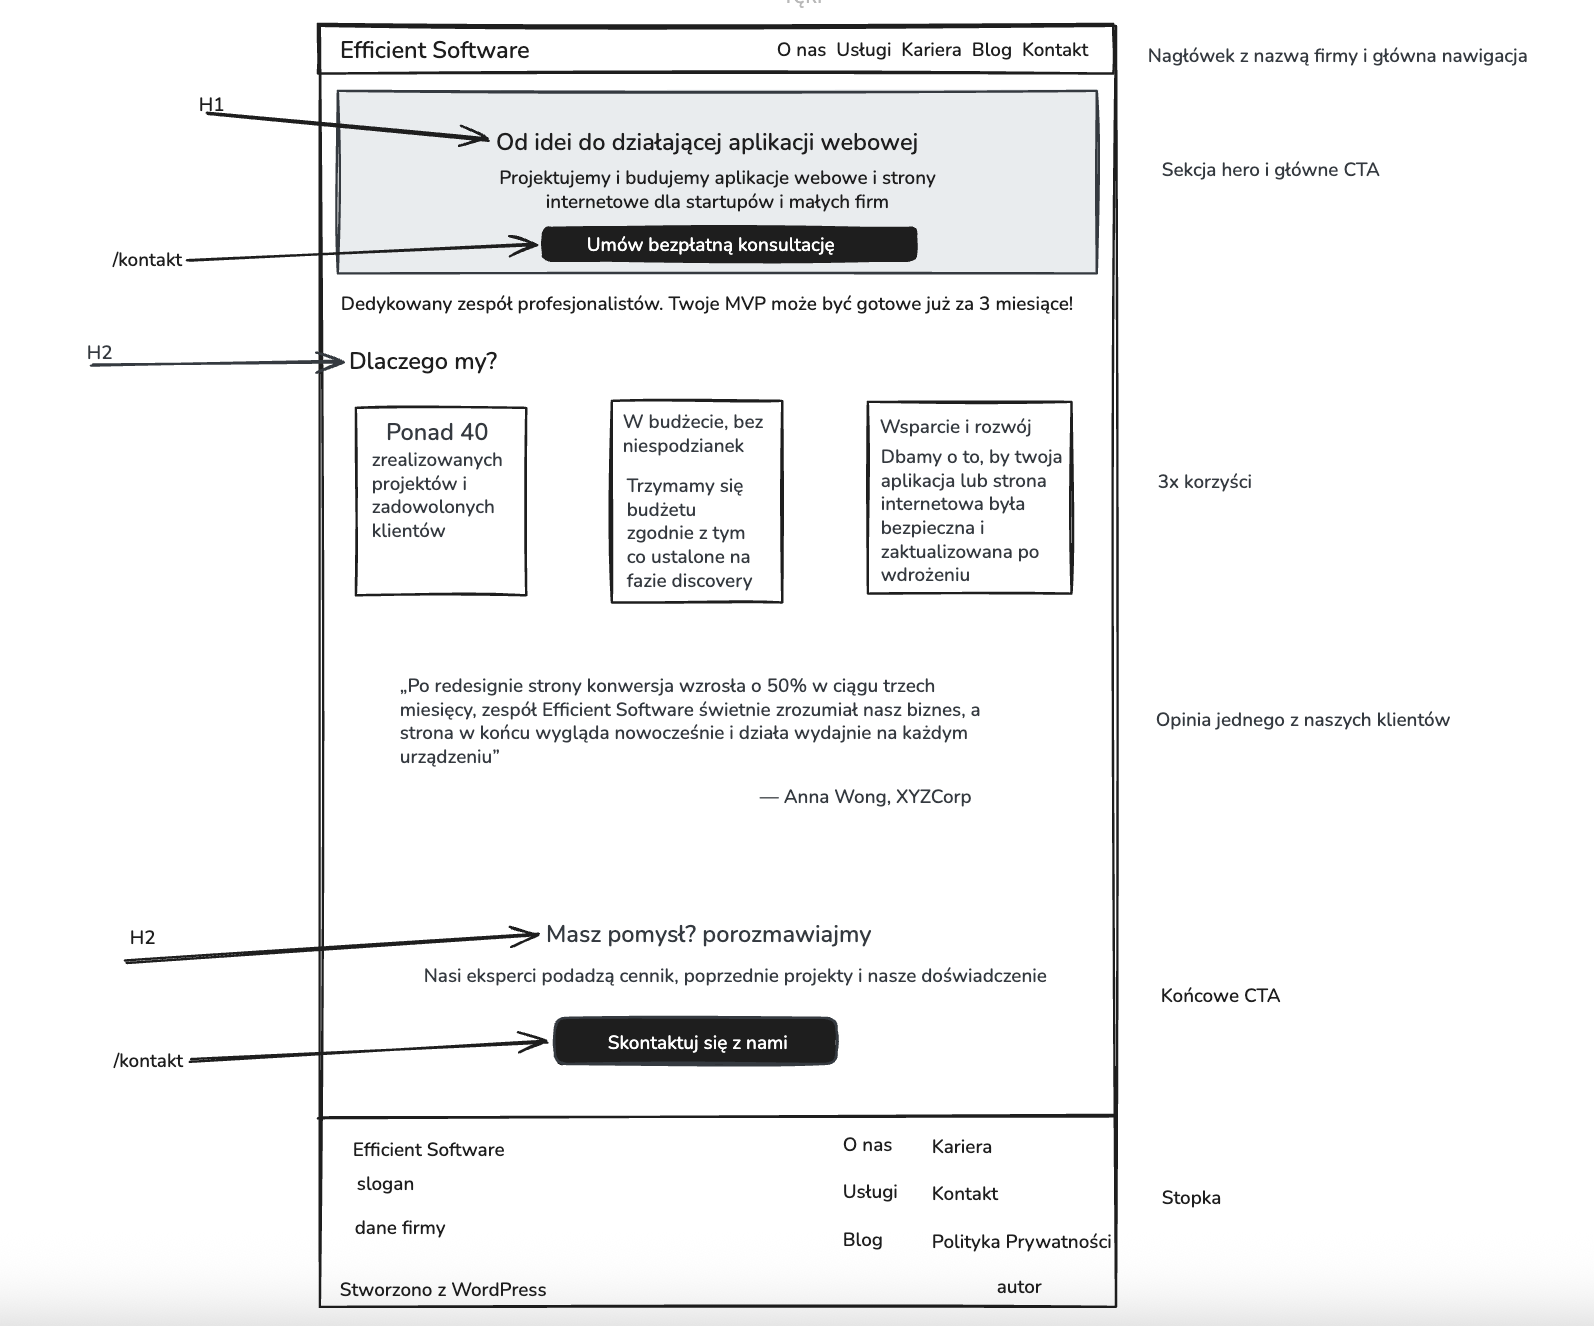 Efficient Software
O nas Usługi Kariera Blog Kontakt
Nagłówek z nazwą firmy i główna nawigacja
H1
Od idei do działającej aplikacji webowej
Projektujemy i budujemy aplikacje webowe i strony
internetowe dla startupów i małych firm
Sekcja hero i główne CTA
/kontakt
Umów bezpłatną konsultację
Dedykowany zespół profesjonalistów. Twoje MVP może być gotowe już za 3 miesiące!
H2
Dlaczego my?
Ponad 40
zrealizowanych
projektów i
zadowolonych
klientów
W budżecie, bez
niespodzianek
Trzymamy się
budżetu
zgodnie z tym
co ustalone na
fazie discovery
Wsparcie i rozwój
Dbamy o to, by twoja
aplikacja lub strona
internetowa była
bezpieczna i
zaktualizowana po
wdrożeniu
3x korzyści
„Po redesignie strony konwersja wzrosła o 50% w ciągu trzech
miesięcy, zespół Efficient Software świetnie zrozumiał nasz biznes, a
strona w końcu wygląda nowocześnie i działa wydajnie na każdym
urządzeniu”
— Anna Wong, XYZCorp
Opinia jednego z naszych klientów
H2
Masz pomysł? porozmawiajmy
Nasi eksperci podadzą cennik, poprzednie projekty i nasze doświadczenie
Końcowe CTA
/kontakt
Skontaktuj się z nami
Efficient Software
slogan
dane firmy
O nas
Usługi
Blog
Kariera
Kontakt
Polityka Prywatności
Stopka
Stworzono z WordPress
autor